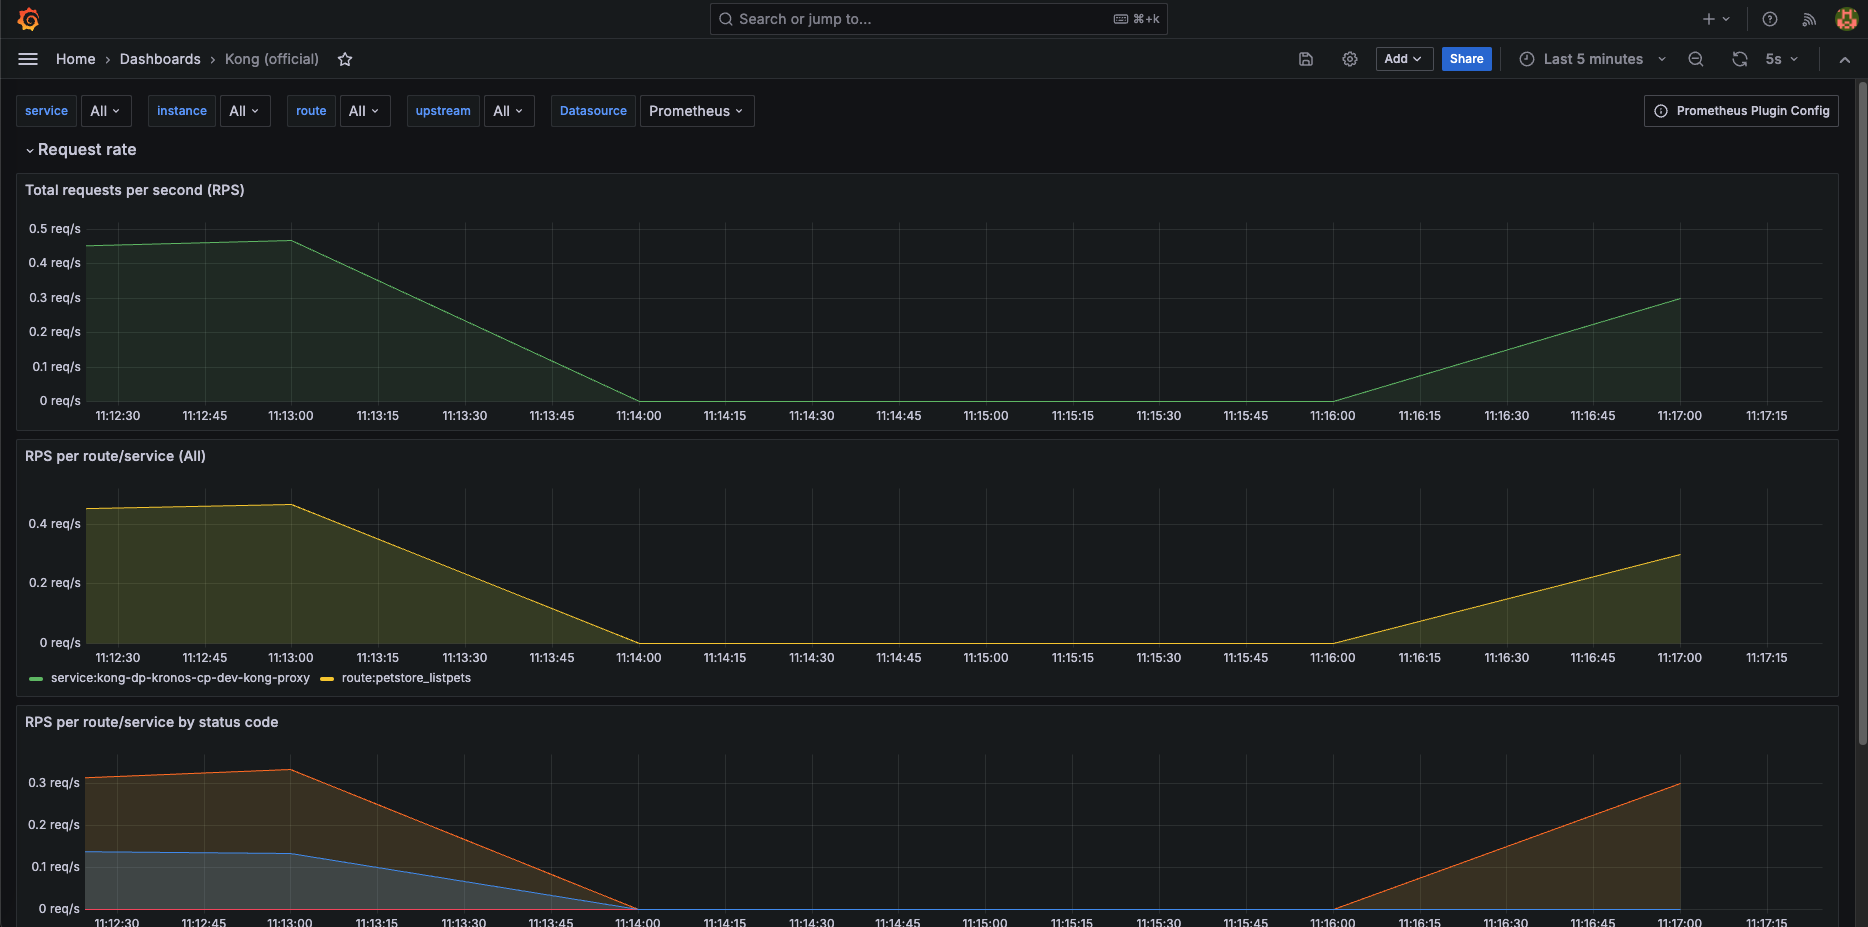 Search or jump to... ⌘+k
Home › Dashboards › Kong (official)
Add Share Last 5 minutes 5s
service All instance All route All upstream All Datasource Prometheus Prometheus Plugin Config
Request rate
Total requests per second (RPS)
0.5 req/s
0.4 req/s
0.3 req/s
0.2 req/s
0.1 req/s
0 req/s
11:12:30 11:12:45 11:13:00 11:13:15 11:13:30 11:13:45 11:14:00 11:14:15 11:14:30 11:14:45 11:15:00 11:15:15 11:15:30 11:15:45 11:16:00 11:16:15 11:16:30 11:16:45 11:17:00 11:17:15
RPS per route/service (All)
0.4 req/s
0.2 req/s
0 req/s
11:12:30 11:12:45 11:13:00 11:13:15 11:13:30 11:13:45 11:14:00 11:14:15 11:14:30 11:14:45 11:15:00 11:15:15 11:15:30 11:15:45 11:16:00 11:16:15 11:16:30 11:16:45 11:17:00 11:17:15
service:kong-dp-kronos-cp-dev-kong-proxy route:petstore_listpets
RPS per route/service by status code
0.3 req/s
0.2 req/s
0.1 req/s
0 req/s
11:12:30 11:12:45 11:13:00 11:13:15 11:13:30 11:13:45 11:14:00 11:14:15 11:14:30 11:14:45 11:15:00 11:15:15 11:15:30 11:15:45 11:16:00 11:16:15 11:16:30 11:16:45 11:17:00 11:17:15